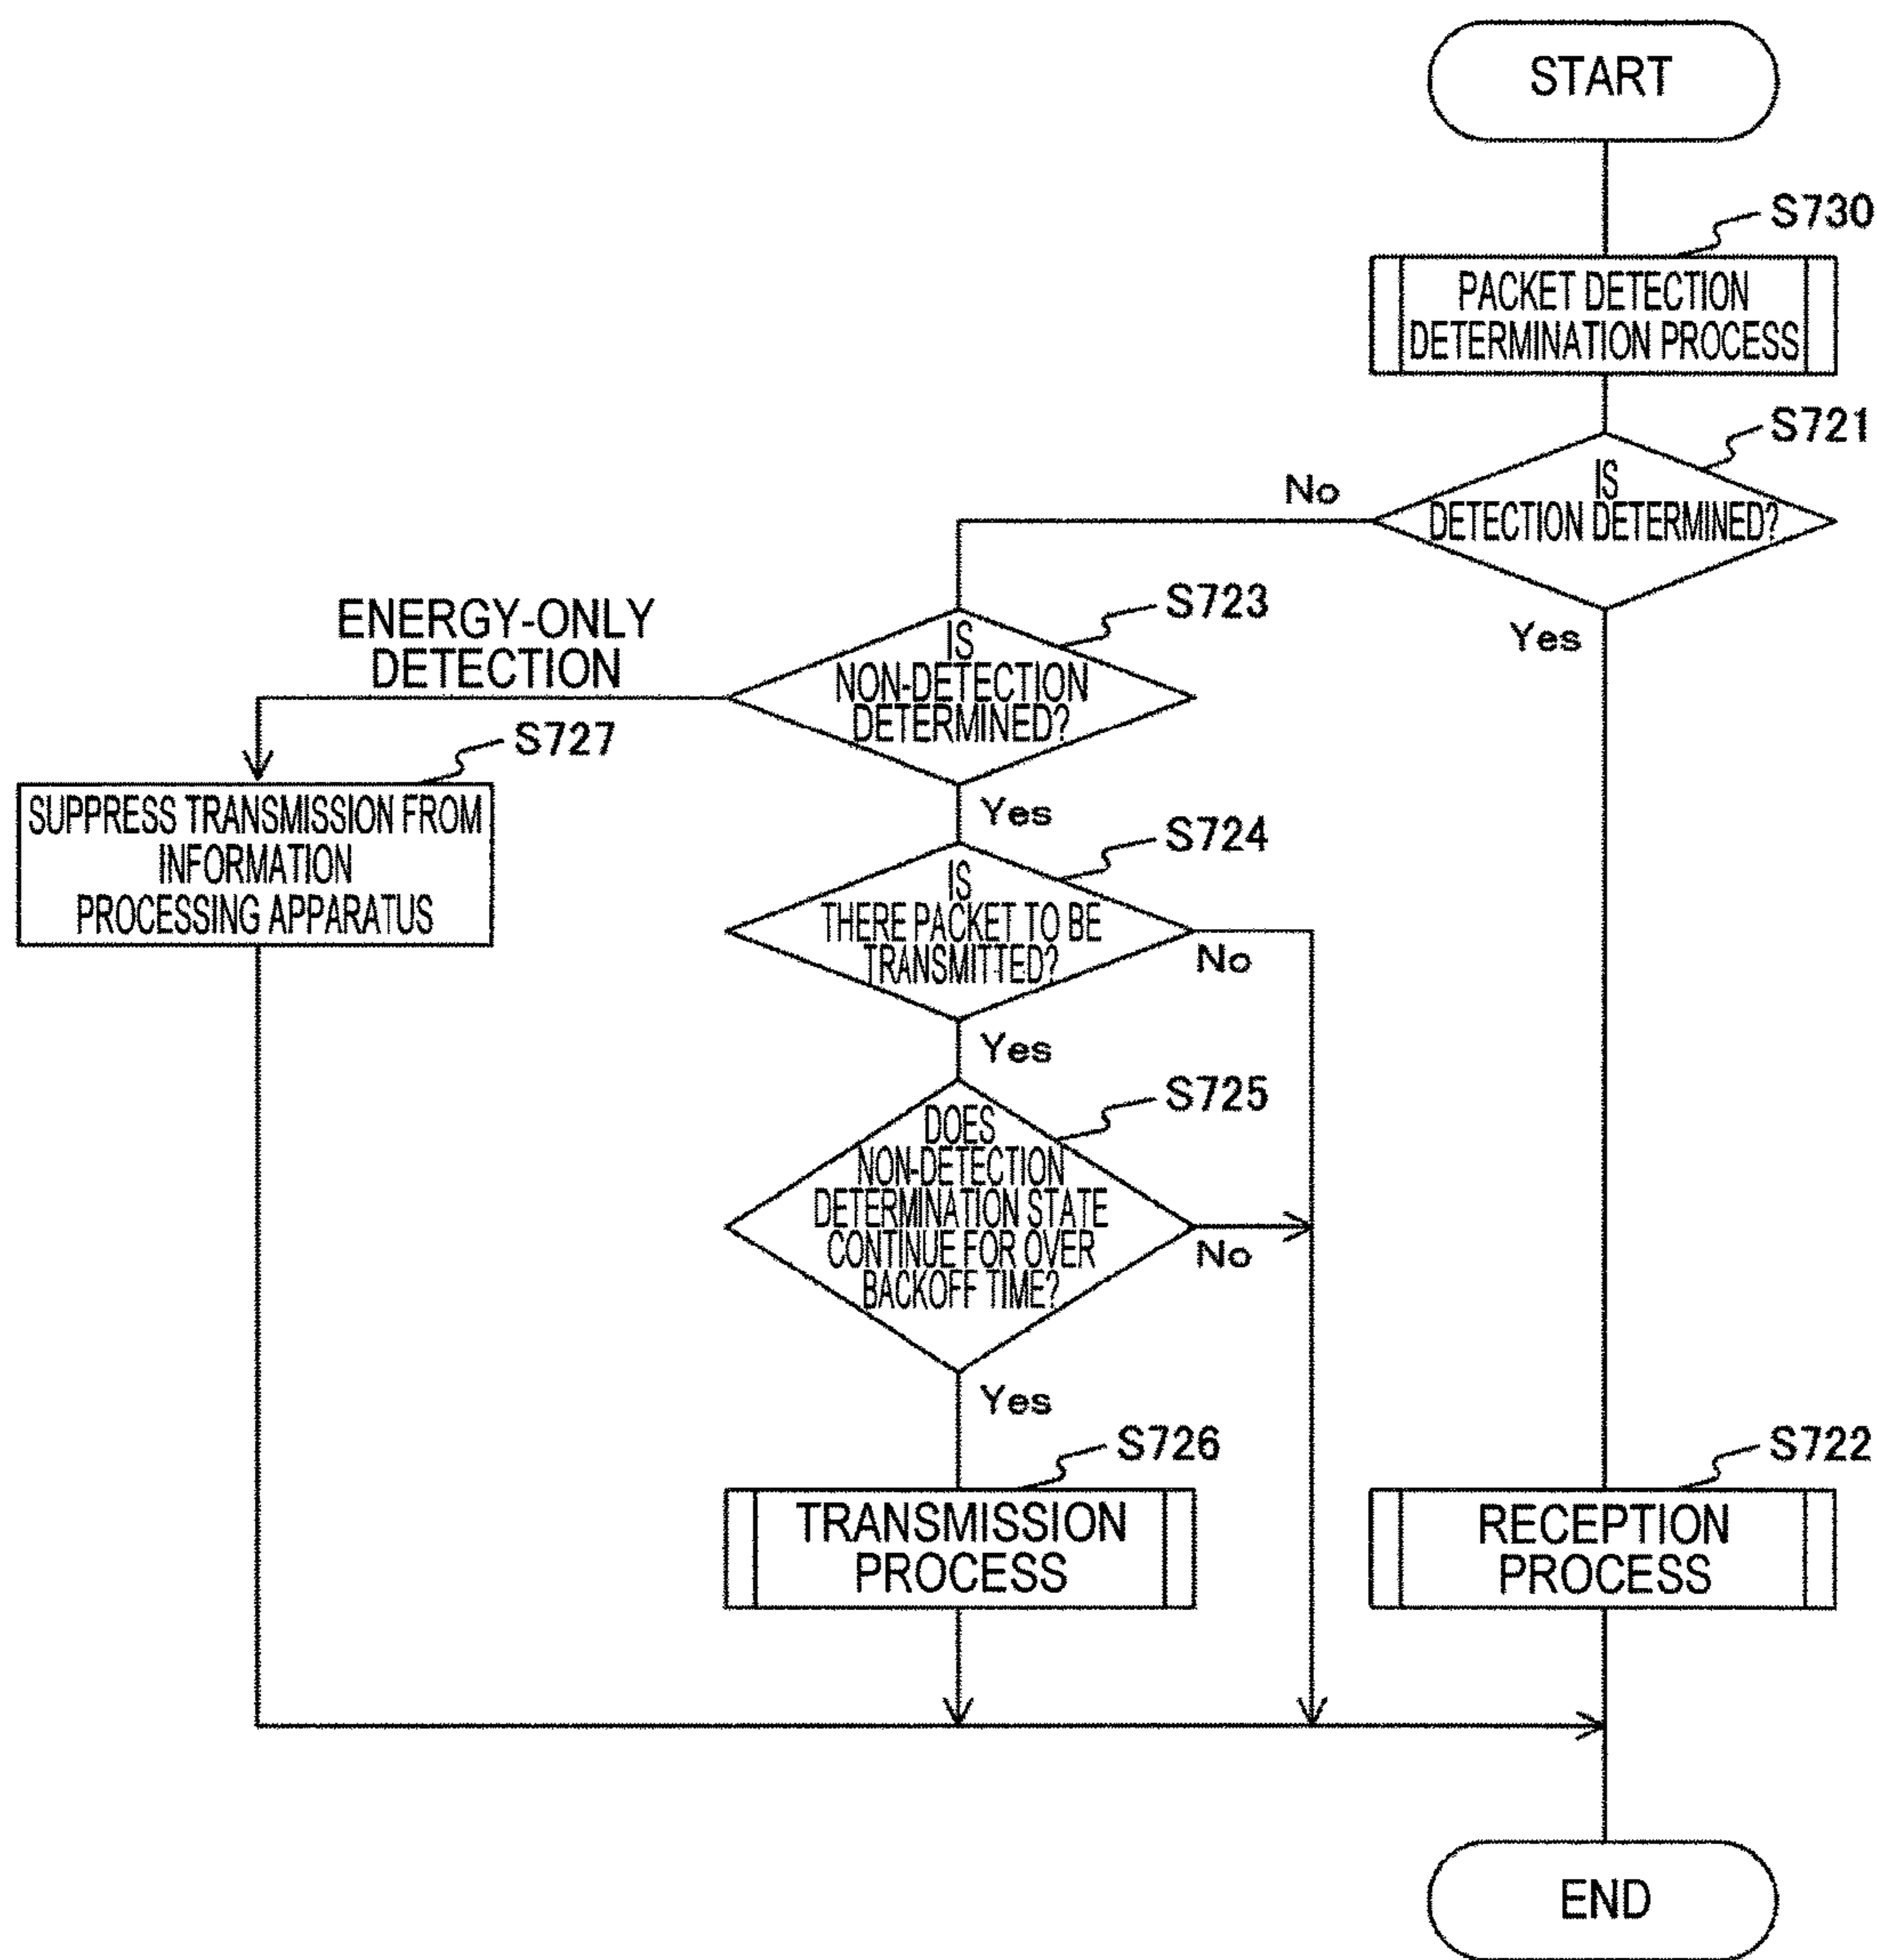 START
S730
PACKET DETECTION
DETERMINATION PROCESS
S721
IS
DETECTION DETERMINED?
No
Yes
S723
IS
NON-DETECTION
DETERMINED?
ENERGY-ONLY
DETECTION
Yes
S727
SUPPRESS TRANSMISSION FROM
INFORMATION
PROCESSING APPARATUS
S724
IS
THERE PACKET TO BE
TRANSMITTED?
No
Yes
S725
DOES
NON-DETECTION
DETERMINATION STATE
CONTINUE FOR OVER
BACKOFF TIME?
No
Yes
S726
TRANSMISSION
PROCESS
S722
RECEPTION
PROCESS
END